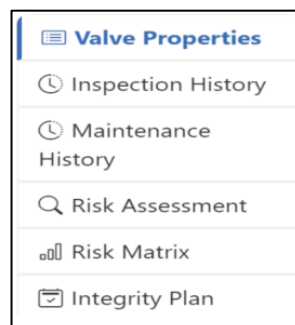 Valve Properties
Inspection History
Maintenance
History
Risk Assessment
Risk Matrix
Integrity Plan